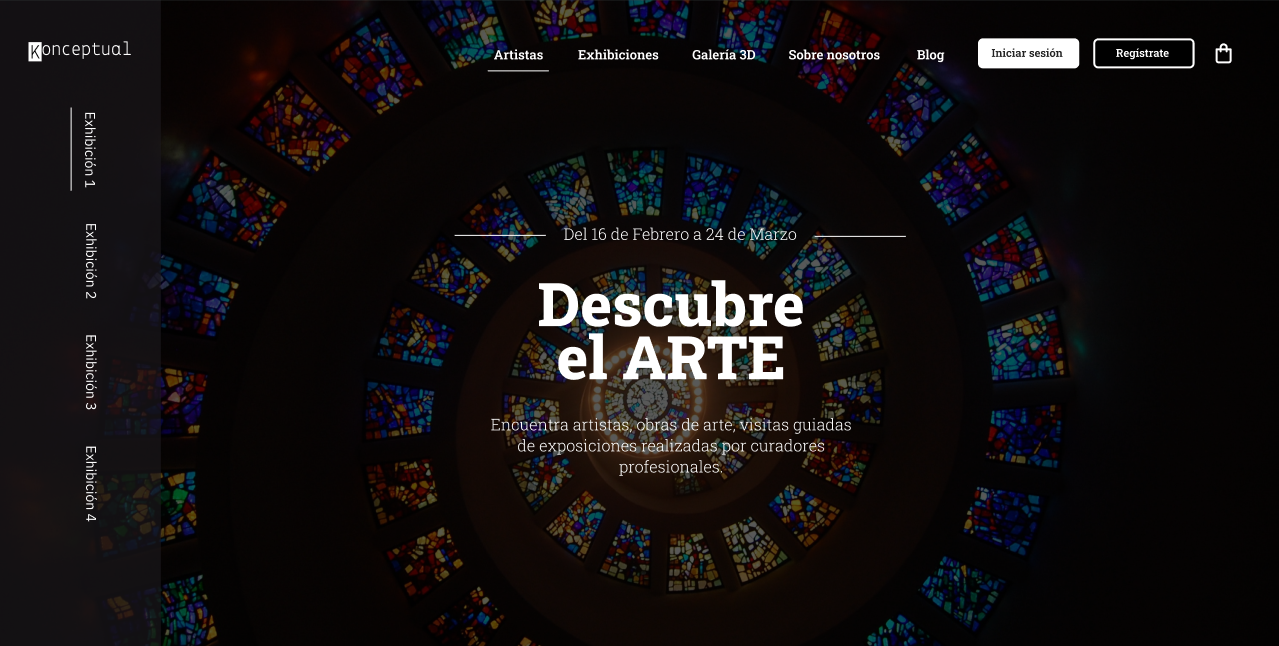 Konceptual
Artistas
Exhibiciones
Galería 3D
Sobre nosotros
Blog
Iniciar sesión
Regístrate
Exhibición 1
Exhibición 2
Exhibición 3
Exhibición 4
Del 16 de Febrero a 24 de Marzo
Descubre
el ARTE
Encuentra artistas, obras de arte, visitas guiadas
de exposiciones realizadas por curadores
profesionales.